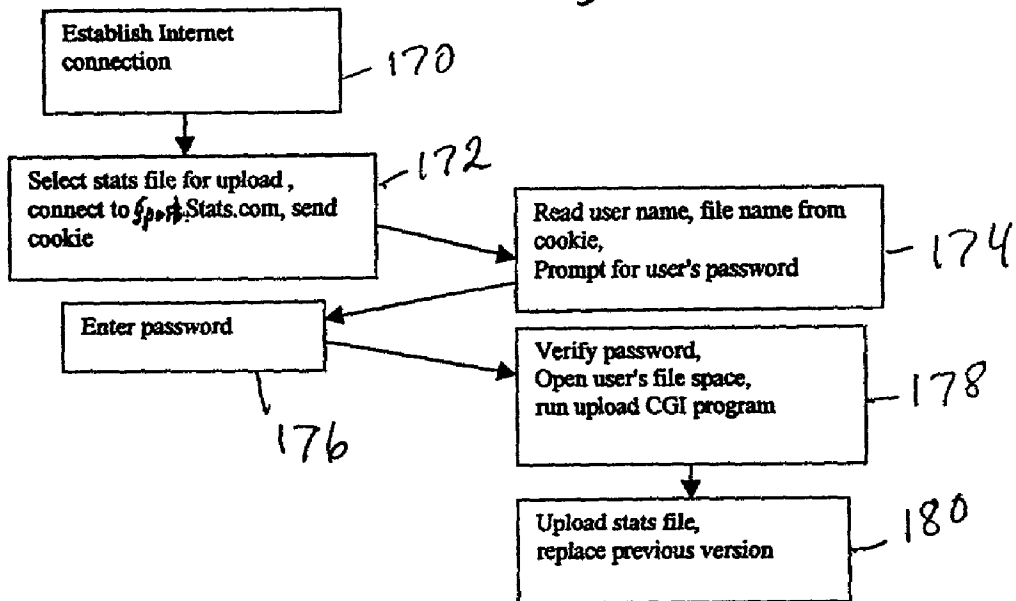 Establish Internet
connection
170
Select stats file for upload ,
connect to Sports.Stats.com, send
cookie
172
Read user name, file name from
cookie,
Prompt for user's password
174
Enter password
176
Verify password,
Open user's file space,
run upload CGI program
178
Upload stats file,
replace previous version
180